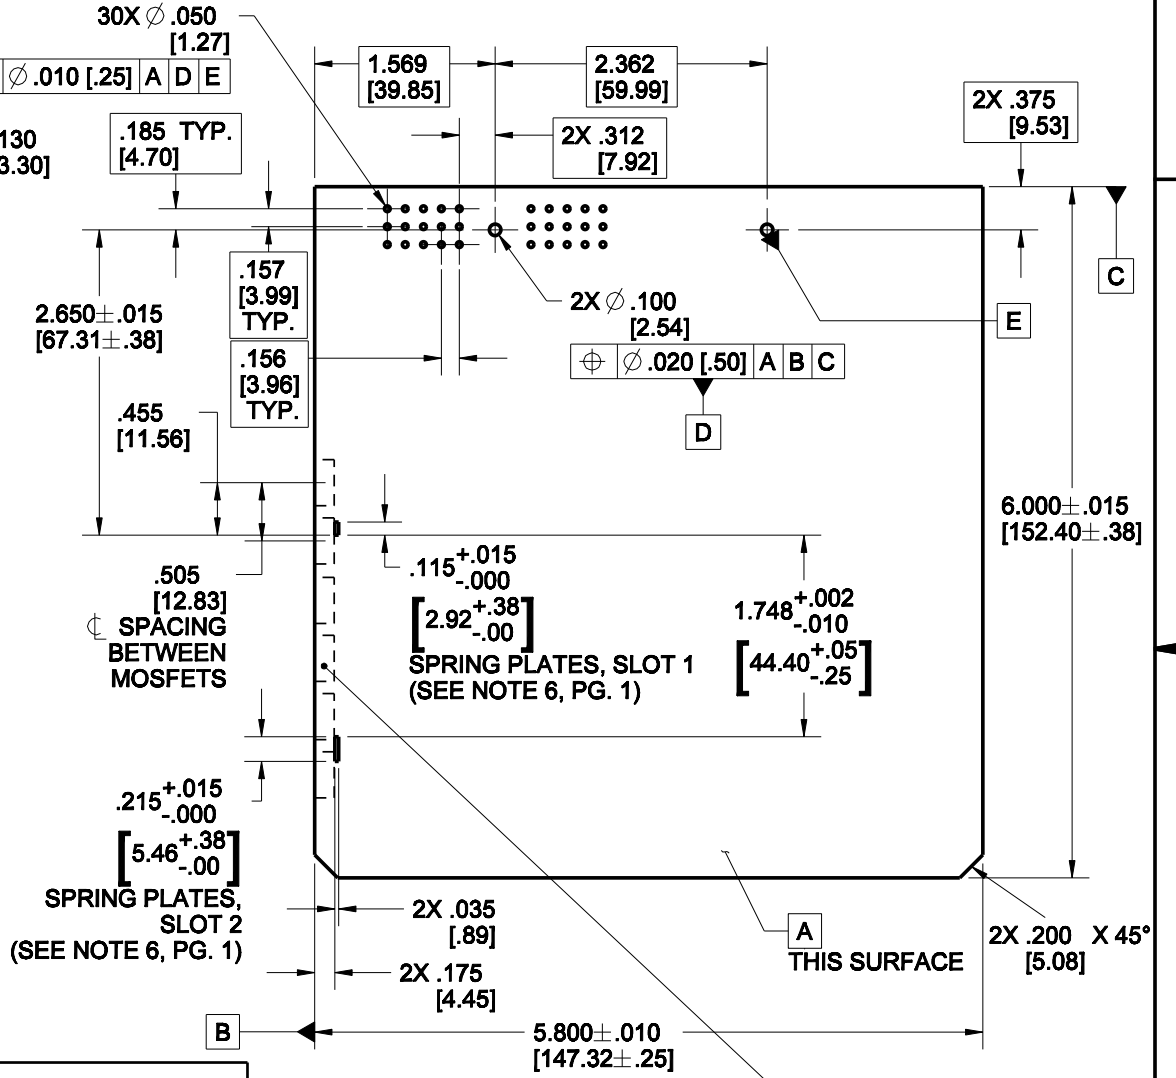 30X ∅ .050
[1.27]
∅ .010 [.25] A D E
130
3.30]
.185 TYP.
[4.70]
1.569
[39.85]
2.362
[59.99]
2X .312
[7.92]
2X .375
[9.53]
C
.157
[3.99]
TYP.
2.650±.015
[67.31±.38]
2X ∅ .100
[2.54]
E
⌖ ∅ .020 [.50] A B C
D
.156
[3.96]
TYP.
.455
[11.56]
6.000±.015
[152.40±.38]
.505
[12.83]
℄ SPACING
BETWEEN
MOSFETS
.115+.015
-.000
[2.92+.38
-.00]
SPRING PLATES, SLOT 1
(SEE NOTE 6, PG. 1)
1.748+.002
-.010
[44.40+.05
-.25]
.215+.015
-.000
[5.46+.38
-.00]
SPRING PLATES,
SLOT 2
(SEE NOTE 6, PG. 1)
2X .035
[.89]
2X .175
[4.45]
A
THIS SURFACE
2X .200 X 45°
[5.08]
B
5.800±.010
[147.32±.25]